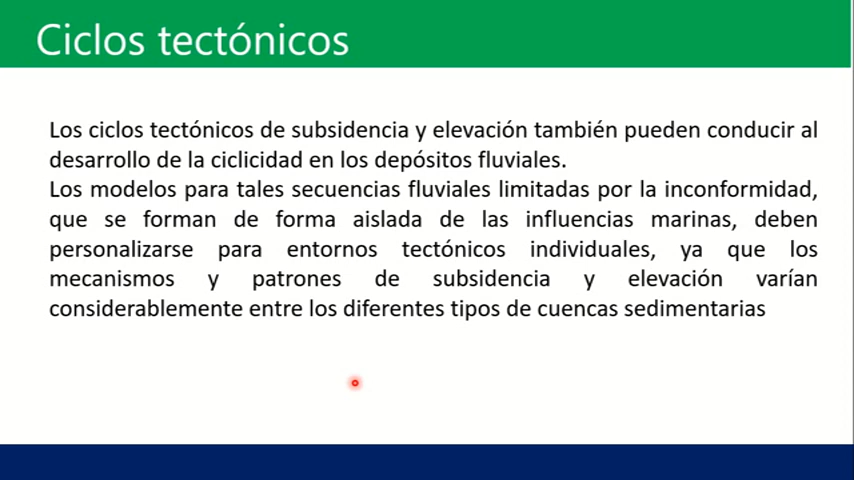 Ciclos tectónicos
Los ciclos tectónicos de subsidencia y elevación también pueden conducir al
desarrollo de la ciclicidad en los depósitos fluviales.
Los modelos para tales secuencias fluviales limitadas por la inconformidad,
que se forman de forma aislada de las influencias marinas, deben
personalizarse para entornos tectónicos individuales, ya que los
mecanismos y patrones de subsidencia y elevación varían
considerablemente entre los diferentes tipos de cuencas sedimentarias